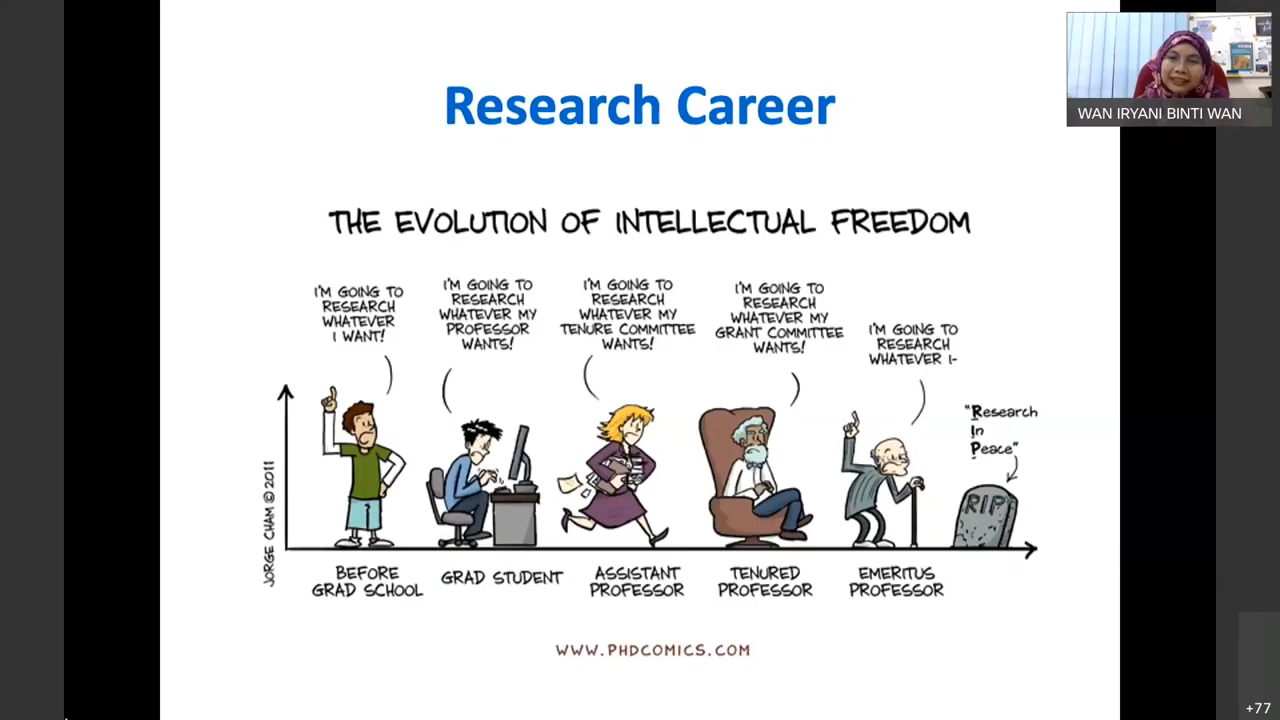 Research Career
WAN IRYANI BINTI WAN
THE EVOLUTION OF INTELLECTUAL FREEDOM
I'M GOING TO
RESEARCH
WHATEVER
I WANT!
I'M GOING TO
RESEARCH
WHATEVER MY
PROFESSOR
WANTS!
I'M GOING TO
RESEARCH
WHATEVER MY
TENURE COMMITTEE
WANTS!
I'M GOING TO
RESEARCH
WHATEVER MY
GRANT COMMITTEE
WANTS!
I'M GOING TO
RESEARCH
WHATEVER I-
"Research
In
Peace"
RIP
JORGE CHAM © 2011
BEFORE
GRAD SCHOOL
GRAD STUDENT
ASSISTANT
PROFESSOR
TENURED
PROFESSOR
EMERITUS
PROFESSOR
WWW.PHDCOMICS.COM
+77